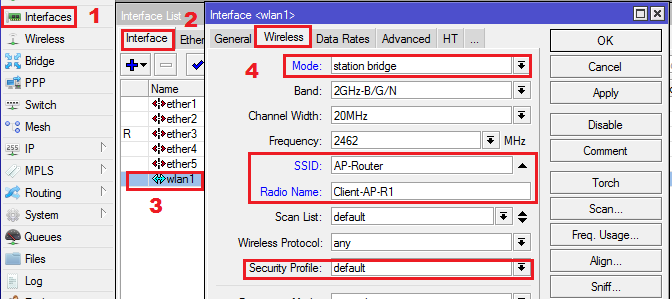 Interfaces 1
Wireless
Bridge
PPP
Switch
Mesh
IP
MPLS
Routing
System
Queues
Files
Log
Interface List 2
Interface Ether
Name
ether1
ether2
R ether3
ether4
ether5
wlan1
3
Interface <wlan1>
General Wireless Data Rates Advanced HT ...
4 Mode: station bridge
Band: 2GHz-B/G/N
Channel Width: 20MHz
Frequency: 2462 MHz
SSID: AP-Router
Radio Name: Client-AP-R1
Scan List: default
Wireless Protocol: any
Security Profile: default
OK
Cancel
Apply
Disable
Comment
Torch
Scan...
Freq. Usage...
Align...
Sniff...